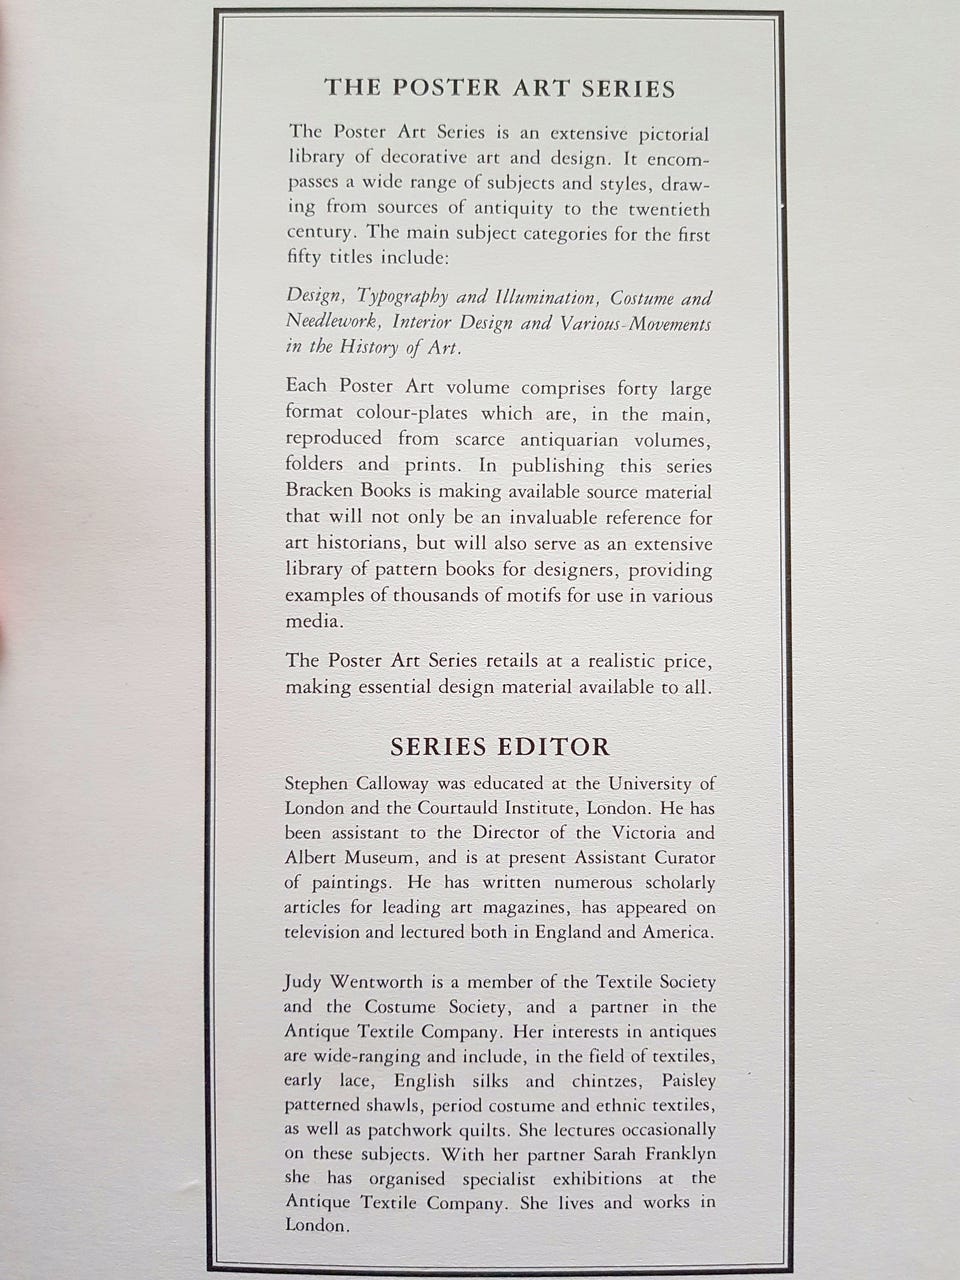 THE POSTER ART SERIES
The Poster Art Series is an extensive pictorial
library of decorative art and design. It encom-
passes a wide range of subjects and styles, draw-
ing from sources of antiquity to the twentieth
century. The main subject categories for the first
fifty titles include:
Design, Typography and Illumination, Costume and
Needlework, Interior Design and Various-Movements
in the History of Art.
Each Poster Art volume comprises forty large
format colour-plates which are, in the main,
reproduced from scarce antiquarian volumes,
folders and prints. In publishing this series
Bracken Books is making available source material
that will not only be an invaluable reference for
art historians, but will also serve as an extensive
library of pattern books for designers, providing
examples of thousands of motifs for use in various
media.
The Poster Art Series retails at a realistic price,
making essential design material available to all.
SERIES EDITOR
Stephen Calloway was educated at the University of
London and the Courtauld Institute, London. He has
been assistant to the Director of the Victoria and
Albert Museum, and is at present Assistant Curator
of paintings. He has written numerous scholarly
articles for leading art magazines, has appeared on
television and lectured both in England and America.
Judy Wentworth is a member of the Textile Society
and the Costume Society, and a partner in the
Antique Textile Company. Her interests in antiques
are wide-ranging and include, in the field of textiles,
early lace, English silks and chintzes, Paisley
patterned shawls, period costume and ethnic textiles,
as well as patchwork quilts. She lectures occasionally
on these subjects. With her partner Sarah Franklyn
she has organised specialist exhibitions at the
Antique Textile Company. She lives and works in
London.